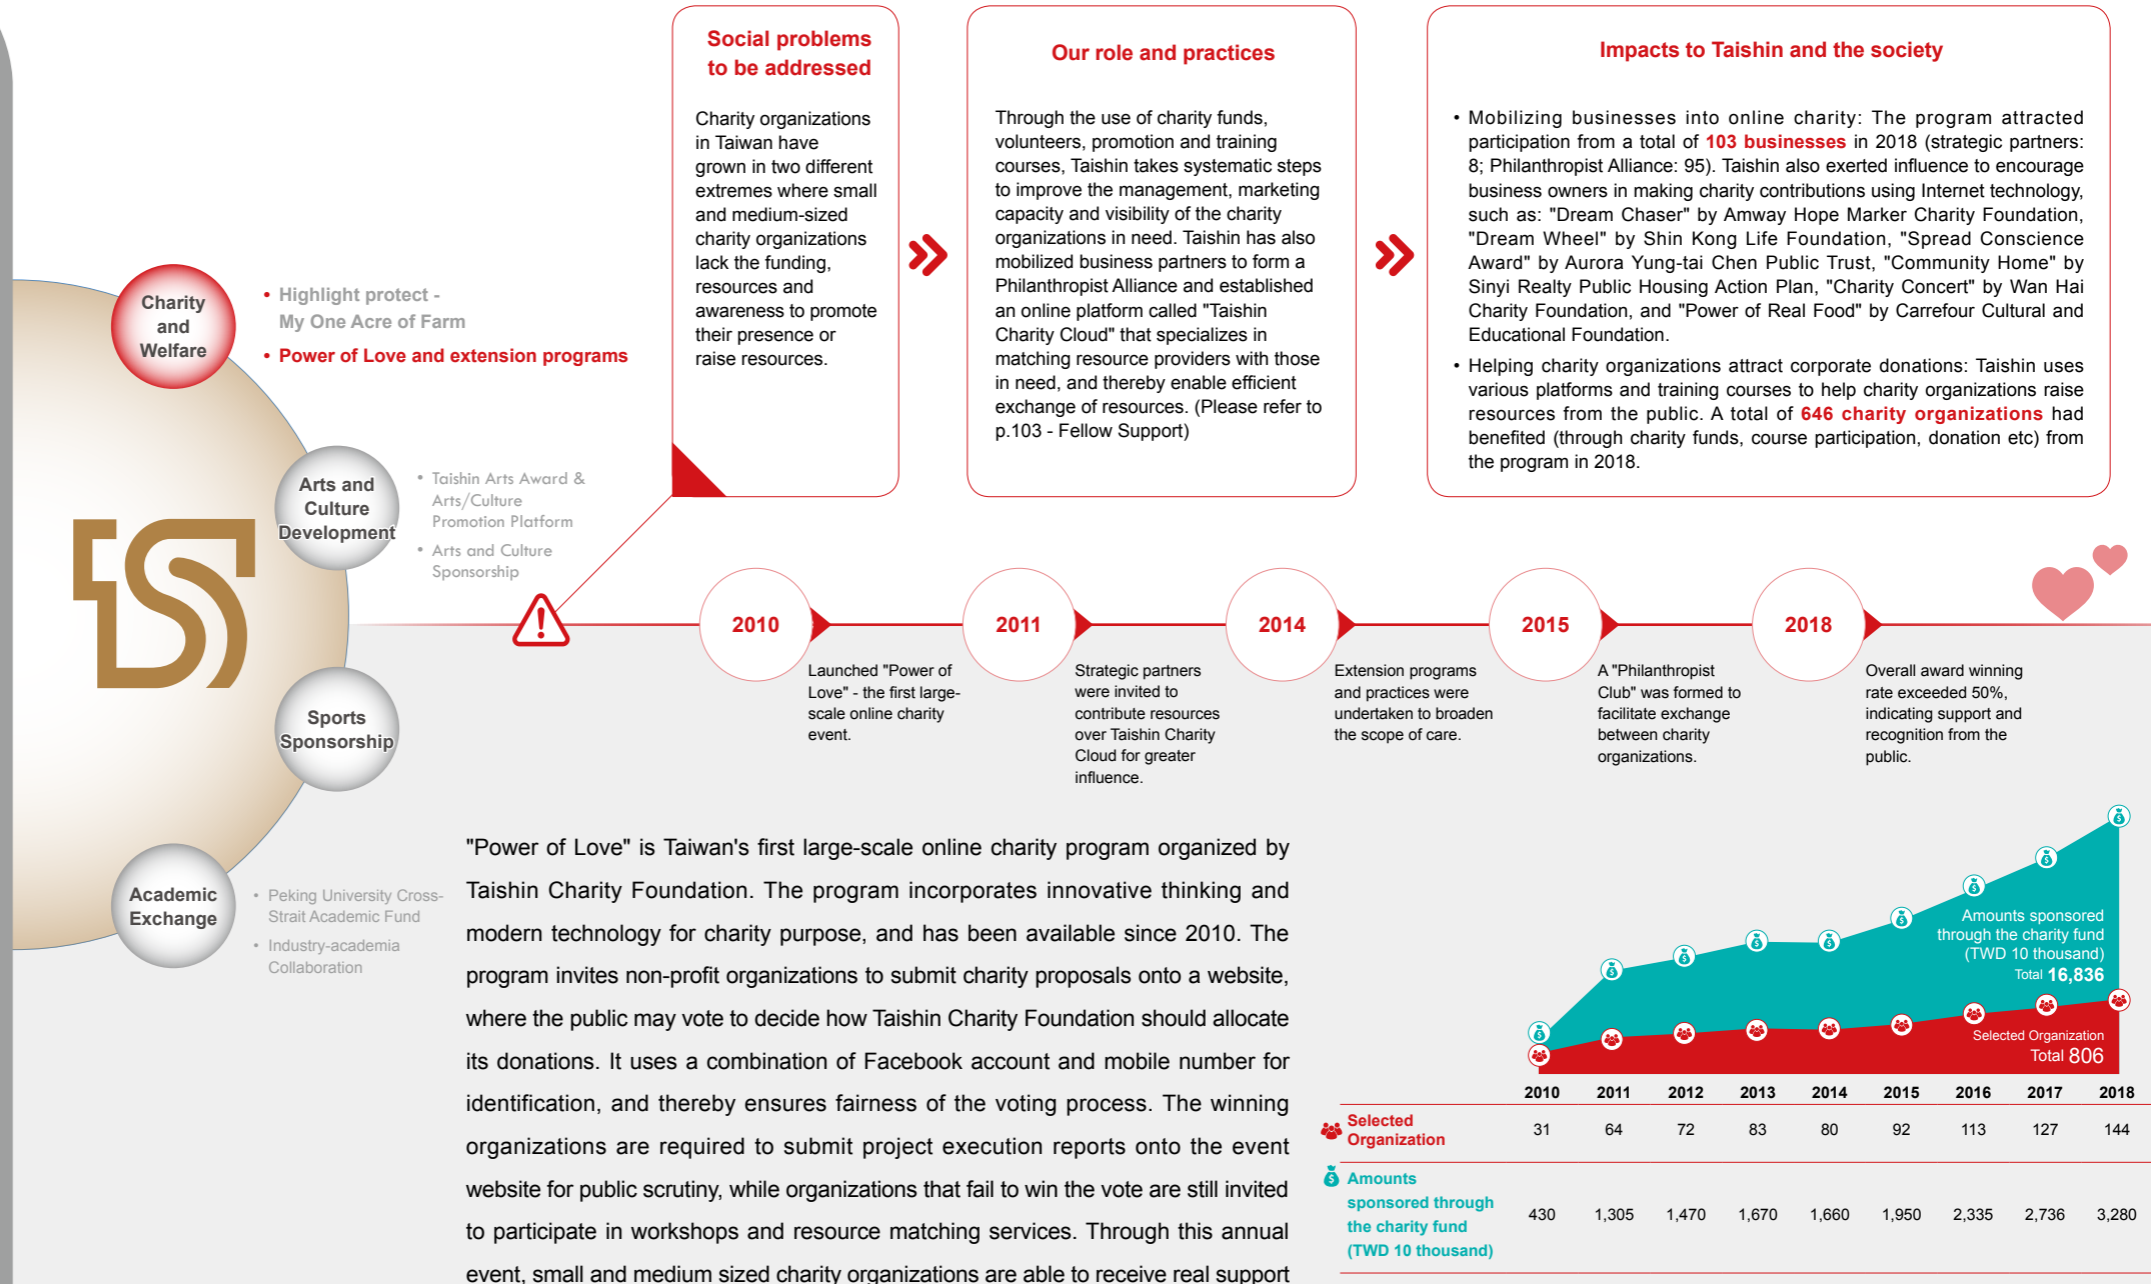 Social problems
to be addressed
Charity organizations
in Taiwan have
grown in two different
extremes where small
and medium-sized
charity organizations
lack the funding,
resources and
awareness to promote
their presence or
raise resources.
Our role and practices
Through the use of charity funds,
volunteers, promotion and training
courses, Taishin takes systematic steps
to improve the management, marketing
capacity and visibility of the charity
organizations in need. Taishin has also
mobilized business partners to form a
Philanthropist Alliance and established
an online platform called "Taishin
Charity Cloud" that specializes in
matching resource providers with those
in need, and thereby enable efficient
exchange of resources. (Please refer to
p.103 - Fellow Support)
Impacts to Taishin and the society
• Mobilizing businesses into online charity: The program attracted
participation from a total of 103 businesses in 2018 (strategic partners:
8; Philanthropist Alliance: 95). Taishin also exerted influence to encourage
business owners in making charity contributions using Internet technology,
such as: "Dream Chaser" by Amway Hope Marker Charity Foundation,
"Dream Wheel" by Shin Kong Life Foundation, "Spread Conscience
Award" by Aurora Yung-tai Chen Public Trust, "Community Home" by
Sinyi Realty Public Housing Action Plan, "Charity Concert" by Wan Hai
Charity Foundation, and "Power of Real Food" by Carrefour Cultural and
Educational Foundation.
• Helping charity organizations attract corporate donations: Taishin uses
various platforms and training courses to help charity organizations raise
resources from the public. A total of 646 charity organizations had
benefited (through charity funds, course participation, donation etc) from
the program in 2018.
Charity
and
Welfare
• Highlight protect -
My One Acre of Farm
• Power of Love and extension programs
Arts and
Culture
Development
• Taishin Arts Award &
Arts/Culture
Promotion Platform
• Arts and Culture
Sponsorship
Sports
Sponsorship
Academic
Exchange
• Peking University Cross-
Strait Academic Fund
• Industry-academia
Collaboration
2010
Launched "Power of
Love" - the first large-
scale online charity
event.
2011
Strategic partners
were invited to
contribute resources
over Taishin Charity
Cloud for greater
influence.
2014
Extension programs
and practices were
undertaken to broaden
the scope of care.
2015
A "Philanthropist
Club" was formed to
facilitate exchange
between charity
organizations.
2018
Overall award winning
rate exceeded 50%,
indicating support and
recognition from the
public.
"Power of Love" is Taiwan's first large-scale online charity program organized by
Taishin Charity Foundation. The program incorporates innovative thinking and
modern technology for charity purpose, and has been available since 2010. The
program invites non-profit organizations to submit charity proposals onto a website,
where the public may vote to decide how Taishin Charity Foundation should allocate
its donations. It uses a combination of Facebook account and mobile number for
identification, and thereby ensures fairness of the voting process. The winning
organizations are required to submit project execution reports onto the event
website for public scrutiny, while organizations that fail to win the vote are still invited
to participate in workshops and resource matching services. Through this annual
event, small and medium sized charity organizations are able to receive real support
Amounts sponsored
through the charity fund
(TWD 10 thousand)
Total 16,836
Selected Organization
Total 806
2010 2011 2012 2013 2014 2015 2016 2017 2018
Selected
Organization
31 64 72 83 80 92 113 127 144
Amounts
sponsored through
the charity fund
(TWD 10 thousand)
430 1,305 1,470 1,670 1,660 1,950 2,335 2,736 3,280